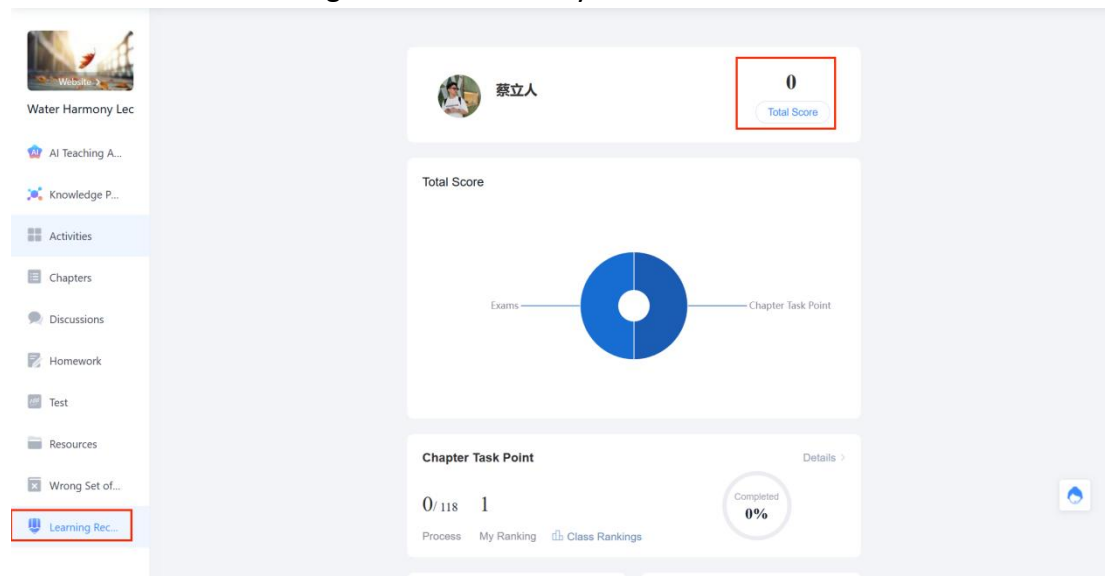 Website >
Water Harmony Lec
AI Teaching A...
Knowledge P...
Activities
Chapters
Discussions
Homework
Test
Resources
Wrong Set of...
Learning Rec...
蔡立人
0
Total Score
Total Score
Exams
Chapter Task Point
Chapter Task Point
Details >
0/ 118 1
Process My Ranking Class Rankings
Completed
0%